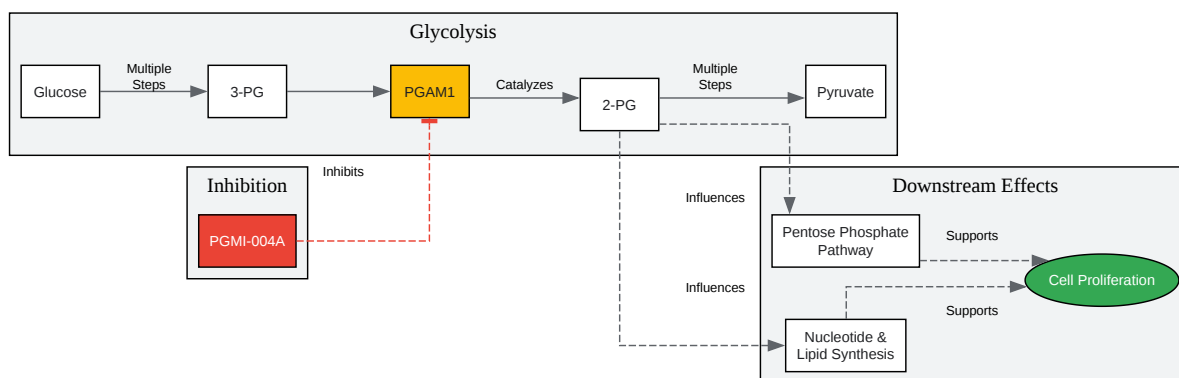 Glycolysis
Glucose
Multiple
Steps
3-PG
PGAM1
Catalyzes
2-PG
Multiple
Steps
Pyruvate
Inhibition
PGMI-004A
Inhibits
Downstream Effects
Influences
Pentose Phosphate
Pathway
Supports
Cell Proliferation
Influences
Nucleotide &
Lipid Synthesis
Supports